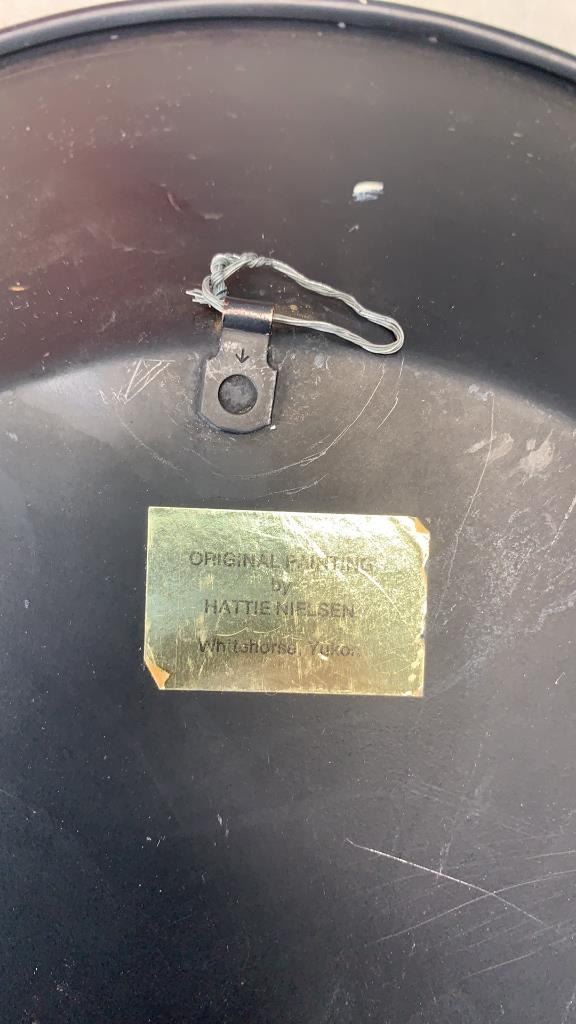 ORIGINAL PAINTING
by
HATTIE NIELSEN
Whitehorse, Yukon